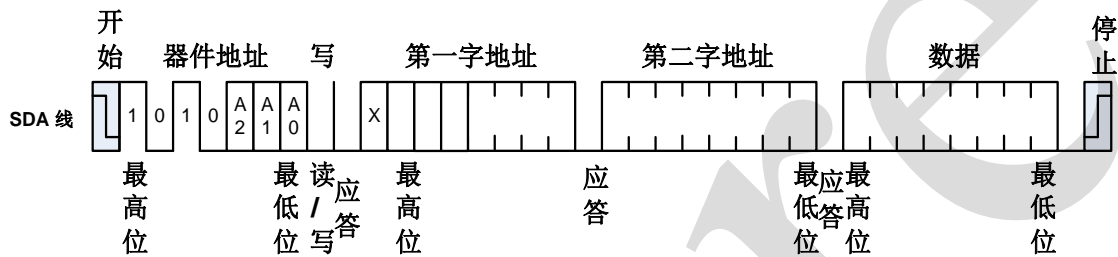 开始 器件地址 写 第一字地址 第二字地址 数据 停止
SDA 线 1 0 1 0 A2 A1 A0 X
最高位 最低位 读/写 应答 最高位 应答 最低位 应答 最高位 最低位